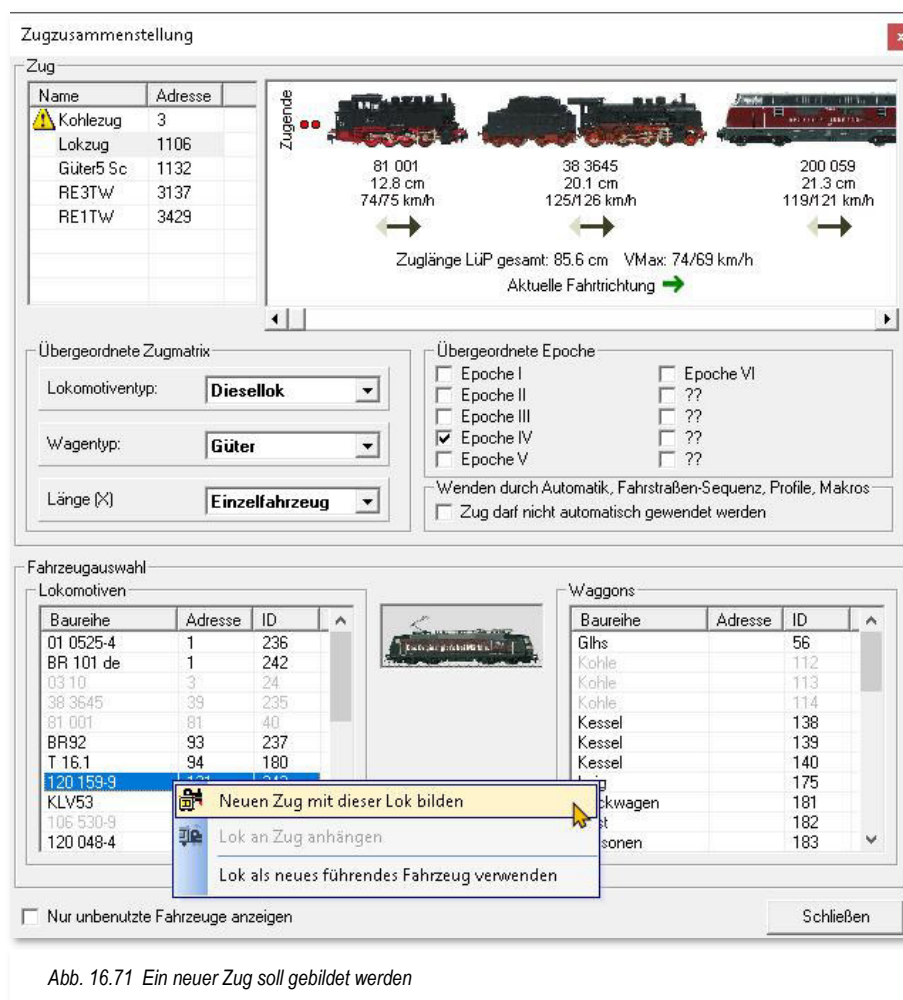 Zugzusammenstellung
Zug
Name Adresse
Kohlezug 3
Lokzug 1106
Güter5 Sc 1132
RE3TW 3137
RE1TW 3429
Zugende
81 001 38 3645 200 059
12.8 cm 20.1 cm 21.3 cm
74/75 km/h 125/126 km/h 119/121 km/h
Zuglänge LüP gesamt: 85.6 cm VMax: 74/69 km/h
Aktuelle Fahrtrichtung
Übergeordnete Zugmatrix
Lokomotiventyp: Diesellok
Wagentyp: Güter
Länge (X) Einzelfahrzeug
Übergeordnete Epoche
Epoche I Epoche VI
Epoche II ??
Epoche III ??
Epoche IV ??
Epoche V ??
Wenden durch Automatik, Fahrstraßen-Sequenz, Profile, Makros
Zug darf nicht automatisch gewendet werden
Fahrzeugauswahl
Lokomotiven
Baureihe Adresse ID
01 0525-4 1 236
BR 101 de 1 242
03 10 3 24
38 3645 39 235
81 001 81 40
BR92 93 237
T 16.1 94 180
120 159-9
KLV53
106 530-9
120 048-4
Neuen Zug mit dieser Lok bilden
Lok an Zug anhängen
Lok als neues führendes Fahrzeug verwenden
Waggons
Baureihe Adresse ID
Glhs 56
Kohle 112
Kohle 113
Kohle 114
Kessel 138
Kessel 139
Kessel 140
175
ckwagen 181
st 182
sonen 183
Nur unbenutzte Fahrzeuge anzeigen
Schließen
Abb. 16.71 Ein neuer Zug soll gebildet werden